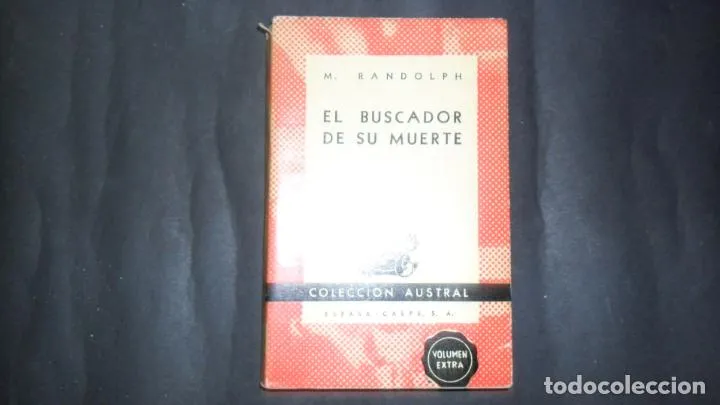 M. RANDOLPH
EL BUSCADOR
DE SU MUERTE
COLECCIÓN AUSTRAL
ESPASA-CALPE, S. A.
VOLUMEN
EXTRA
todocoleccion